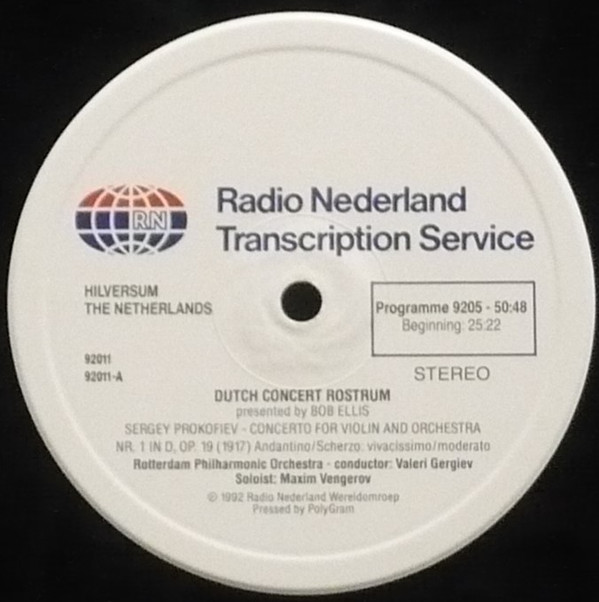 RN
Radio Nederland
Transcription Service
HILVERSUM
THE NETHERLANDS
Programme 9205 - 50:48
Beginning: 25:22
92011
92011-A
STEREO
DUTCH CONCERT ROSTRUM
presented by BOB ELLIS
SERGEY PROKOFIEV - CONCERTO FOR VIOLIN AND ORCHESTRA
NR. 1 IN D, OP. 19 (1917) Andantino/Scherzo: vivacissimo/moderato
Rotterdam Philharmonic Orchestra - conductor: Valeri Gergiev
Soloist: Maxim Vengerov
© 1992 Radio Nederland Wereldomroep
Pressed by PolyGram